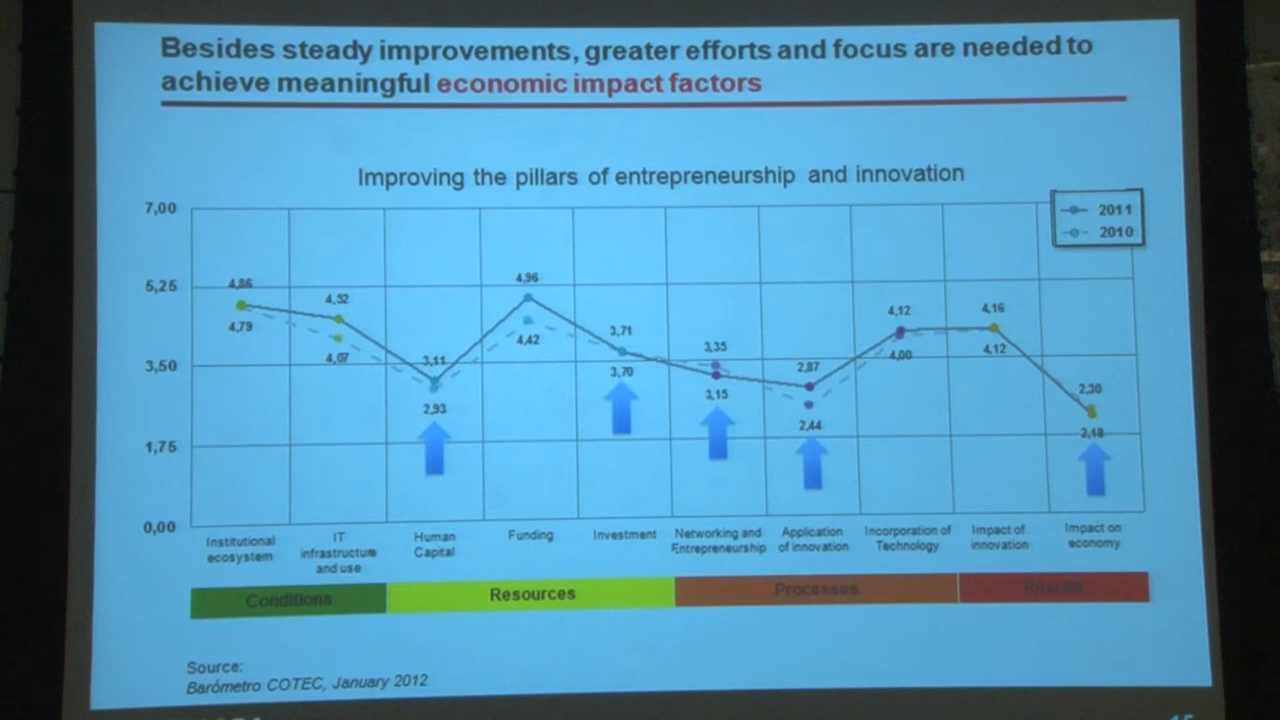 Besides steady improvements, greater efforts and focus are needed to
achieve meaningful economic impact factors
Improving the pillars of entrepreneurship and innovation
7,00
5,25
3,50
1,75
0,00
2011
2010
4,86
4,79
4,52
4,07
3,11
2,93
4,96
4,42
3,71
3,70
3,35
3,15
2,87
2,44
4,12
4,00
4,16
4,12
2,30
2,18
Institutional
ecosystem
IT
infrastructure
and use
Human
Capital
Funding
Investment
Networking and
Entrepreneurship
Application
of innovation
Incorporation of
Technology
Impact of
innovation
Impact on
economy
Conditions
Resources
Processes
Results
Source:
Barómetro COTEC, January 2012